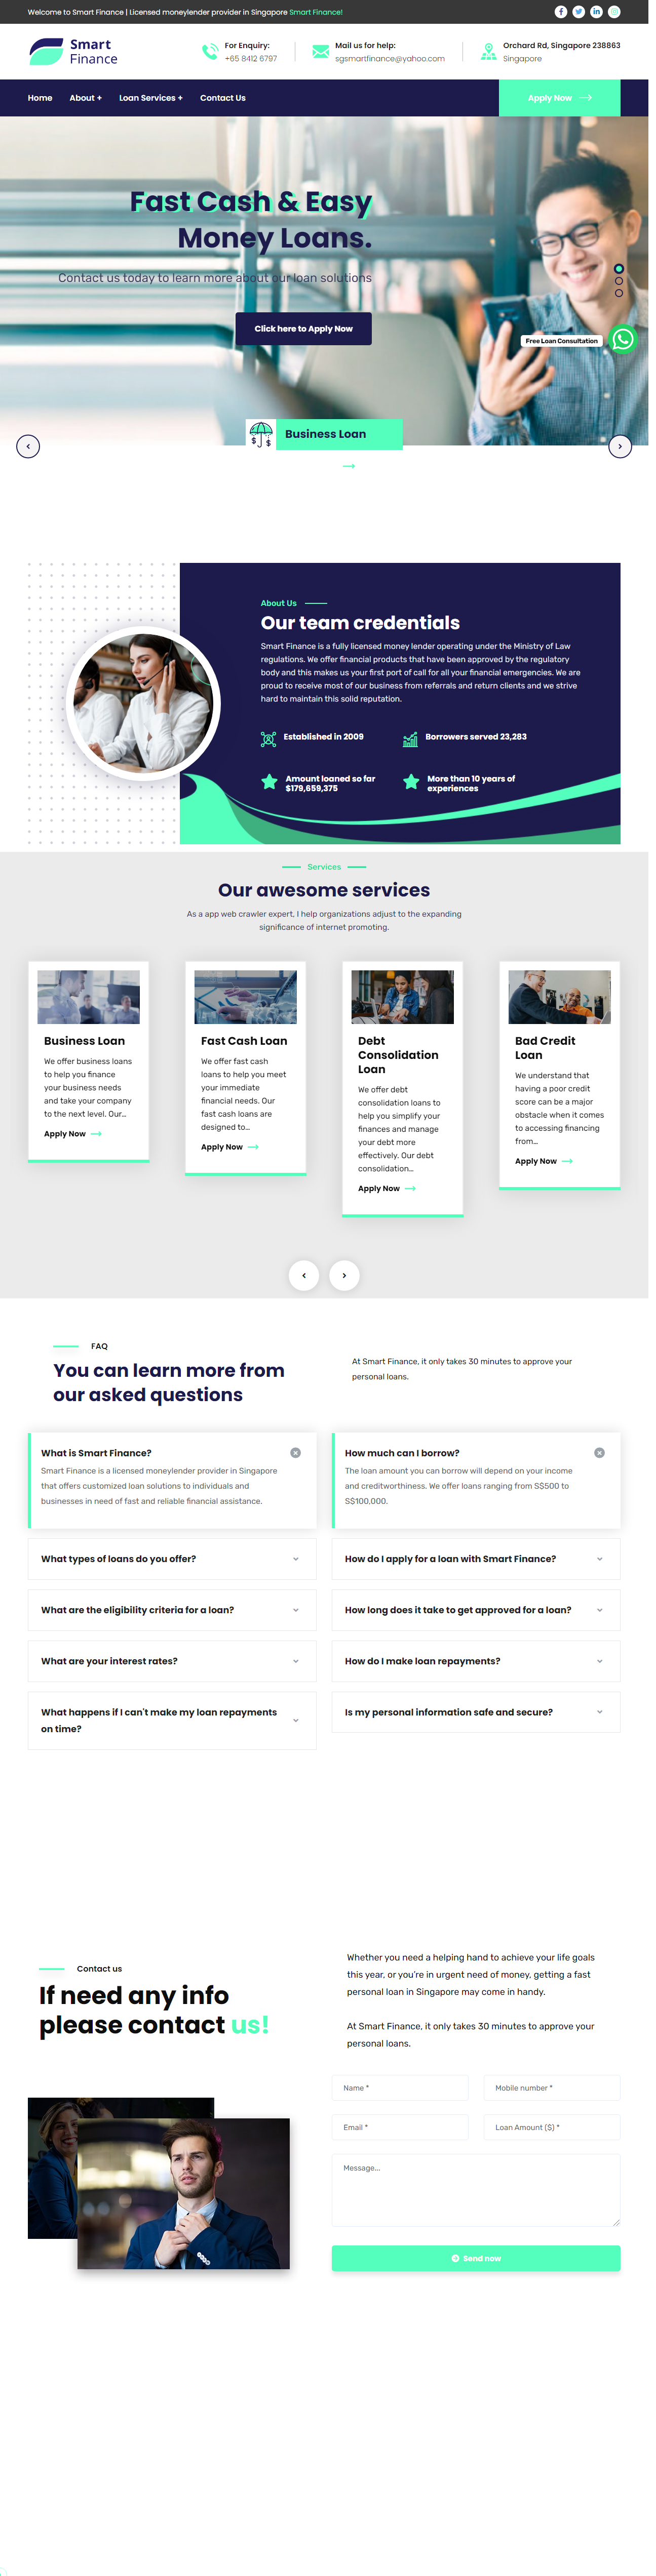 Welcome to Smart Finance | Licensed moneylender provider in Singapore Smart Finance!
Smart
Finance
For Enquiry:
+65 8412 6797
Mail us for help:
sgsmartfinance@yahoo.com
Orchard Rd, Singapore 238863
Singapore
Home
About +
Loan Services +
Contact Us
Apply Now
Fast Cash & Easy
Money Loans.
Contact us today to learn more about our loan solutions
Click here to Apply Now
Free Loan Consultation
Business Loan
About Us
Our team credentials
Smart Finance is a fully licensed money lender operating under the Ministry of Law
regulations. We offer financial products that have been approved by the regulatory
body and this makes us your first port of call for all your financial emergencies. We are
proud to receive most of our business from referrals and return clients and we strive
hard to maintain this solid reputation.
Established in 2009
Borrowers served 23,283
Amount loaned so far
$179,659,375
More than 10 years of
experiences
Services
Our awesome services
As a app web crawler expert, I help organizations adjust to the expanding
significance of internet promoting.
Business Loan
We offer business loans
to help you finance
your business needs
and take your company
to the next level. Our...
Apply Now
Fast Cash Loan
We offer fast cash
loans to help you meet
your immediate
financial needs. Our
fast cash loans are
designed to...
Apply Now
Debt
Consolidation
Loan
We offer debt
consolidation loans to
help you simplify your
finances and manage
your debt more
effectively. Our debt
consolidation...
Apply Now
Bad Credit
Loan
We understand that
having a poor credit
score can be a major
obstacle when it comes
to accessing financing
from...
Apply Now
FAQ
You can learn more from
our asked questions
At Smart Finance, it only takes 30 minutes to approve your
personal loans.
What is Smart Finance?
Smart Finance is a licensed moneylender provider in Singapore
that offers customized loan solutions to individuals and
businesses in need of fast and reliable financial assistance.
How much can I borrow?
The loan amount you can borrow will depend on your income
and creditworthiness. We offer loans ranging from S$500 to
S$100,000.
What types of loans do you offer?
How do I apply for a loan with Smart Finance?
What are the eligibility criteria for a loan?
How long does it take to get approved for a loan?
What are your interest rates?
How do I make loan repayments?
What happens if I can't make my loan repayments
on time?
Is my personal information safe and secure?
Contact us
If need any info
please contact us!
Whether you need a helping hand to achieve your life goals
this year, or you're in urgent need of money, getting a fast
personal loan in Singapore may come in handy.
At Smart Finance, it only takes 30 minutes to approve your
personal loans.
Name *
Mobile number *
Email *
Loan Amount ($) *
Message...
Send now